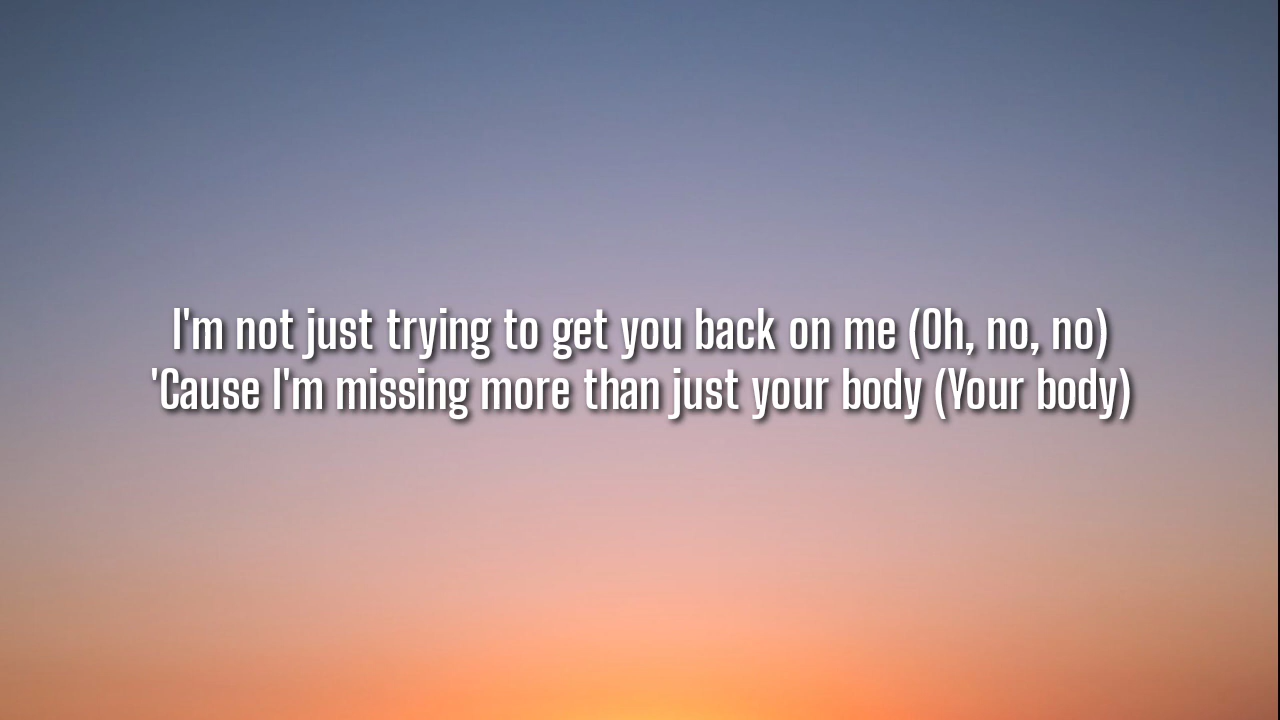 I'm not just trying to get you back on me (Oh, no, no)
'Cause I'm missing more than just your body (Your body)